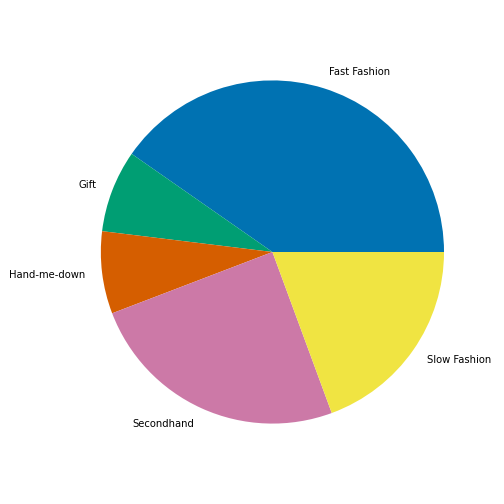 Fast Fashion
Gift
Hand-me-down
Slow Fashion
Secondhand